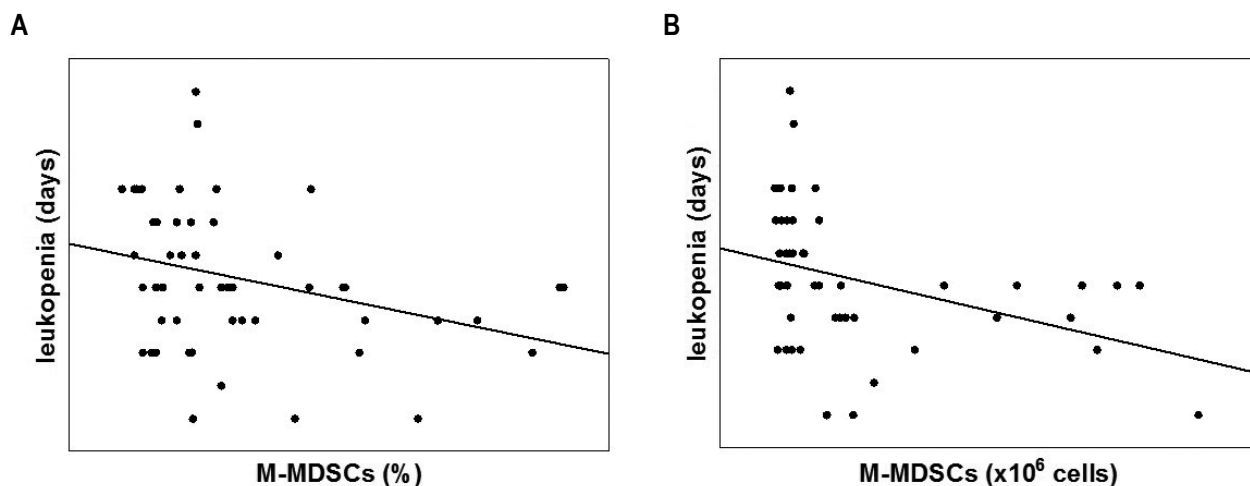 A
B
leukopenia (days)
leukopenia (days)
M-MDSCs (%)
M-MDSCs (x10⁶ cells)